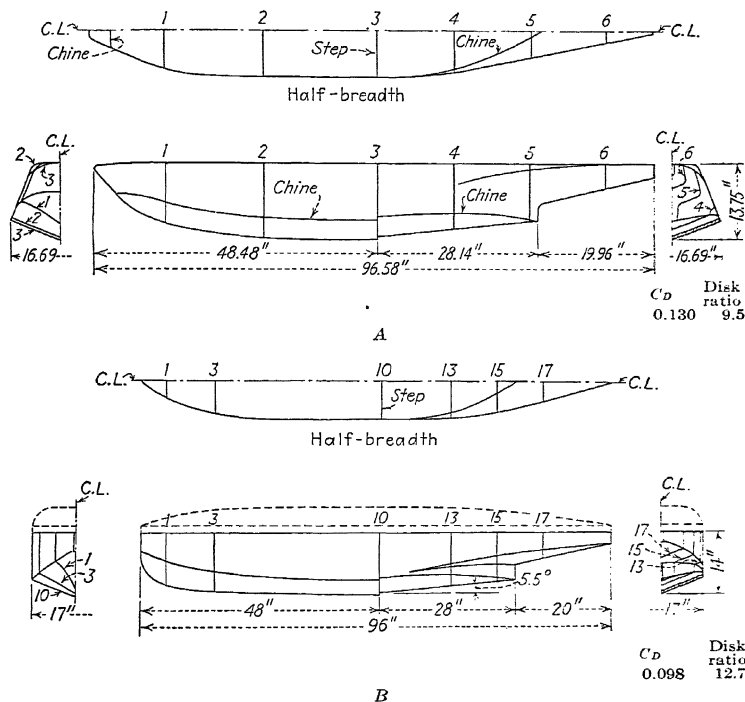 1 2 3 4 5 6
C.L. C.L.
Chine Step Chine
Half-breadth
C.L. C.L.
1 2 3 4 5 6
2 3 1 2 3
Chine Chine
6 5 4
13.75"
16.69 48.48" 28.14" 19.96" 16.69"
96.58"
C_D Disk ratio
0.130 9.5
A
1 3 10 13 15 17
C.L. C.L.
Step
Half-breadth
C.L. C.L.
1 3 10 13 15 17
17 15 13
1 3 10
14"
5.5°
17" 48" 28" 20" 17"
96"
C_D Disk ratio
0.098 12.7
B